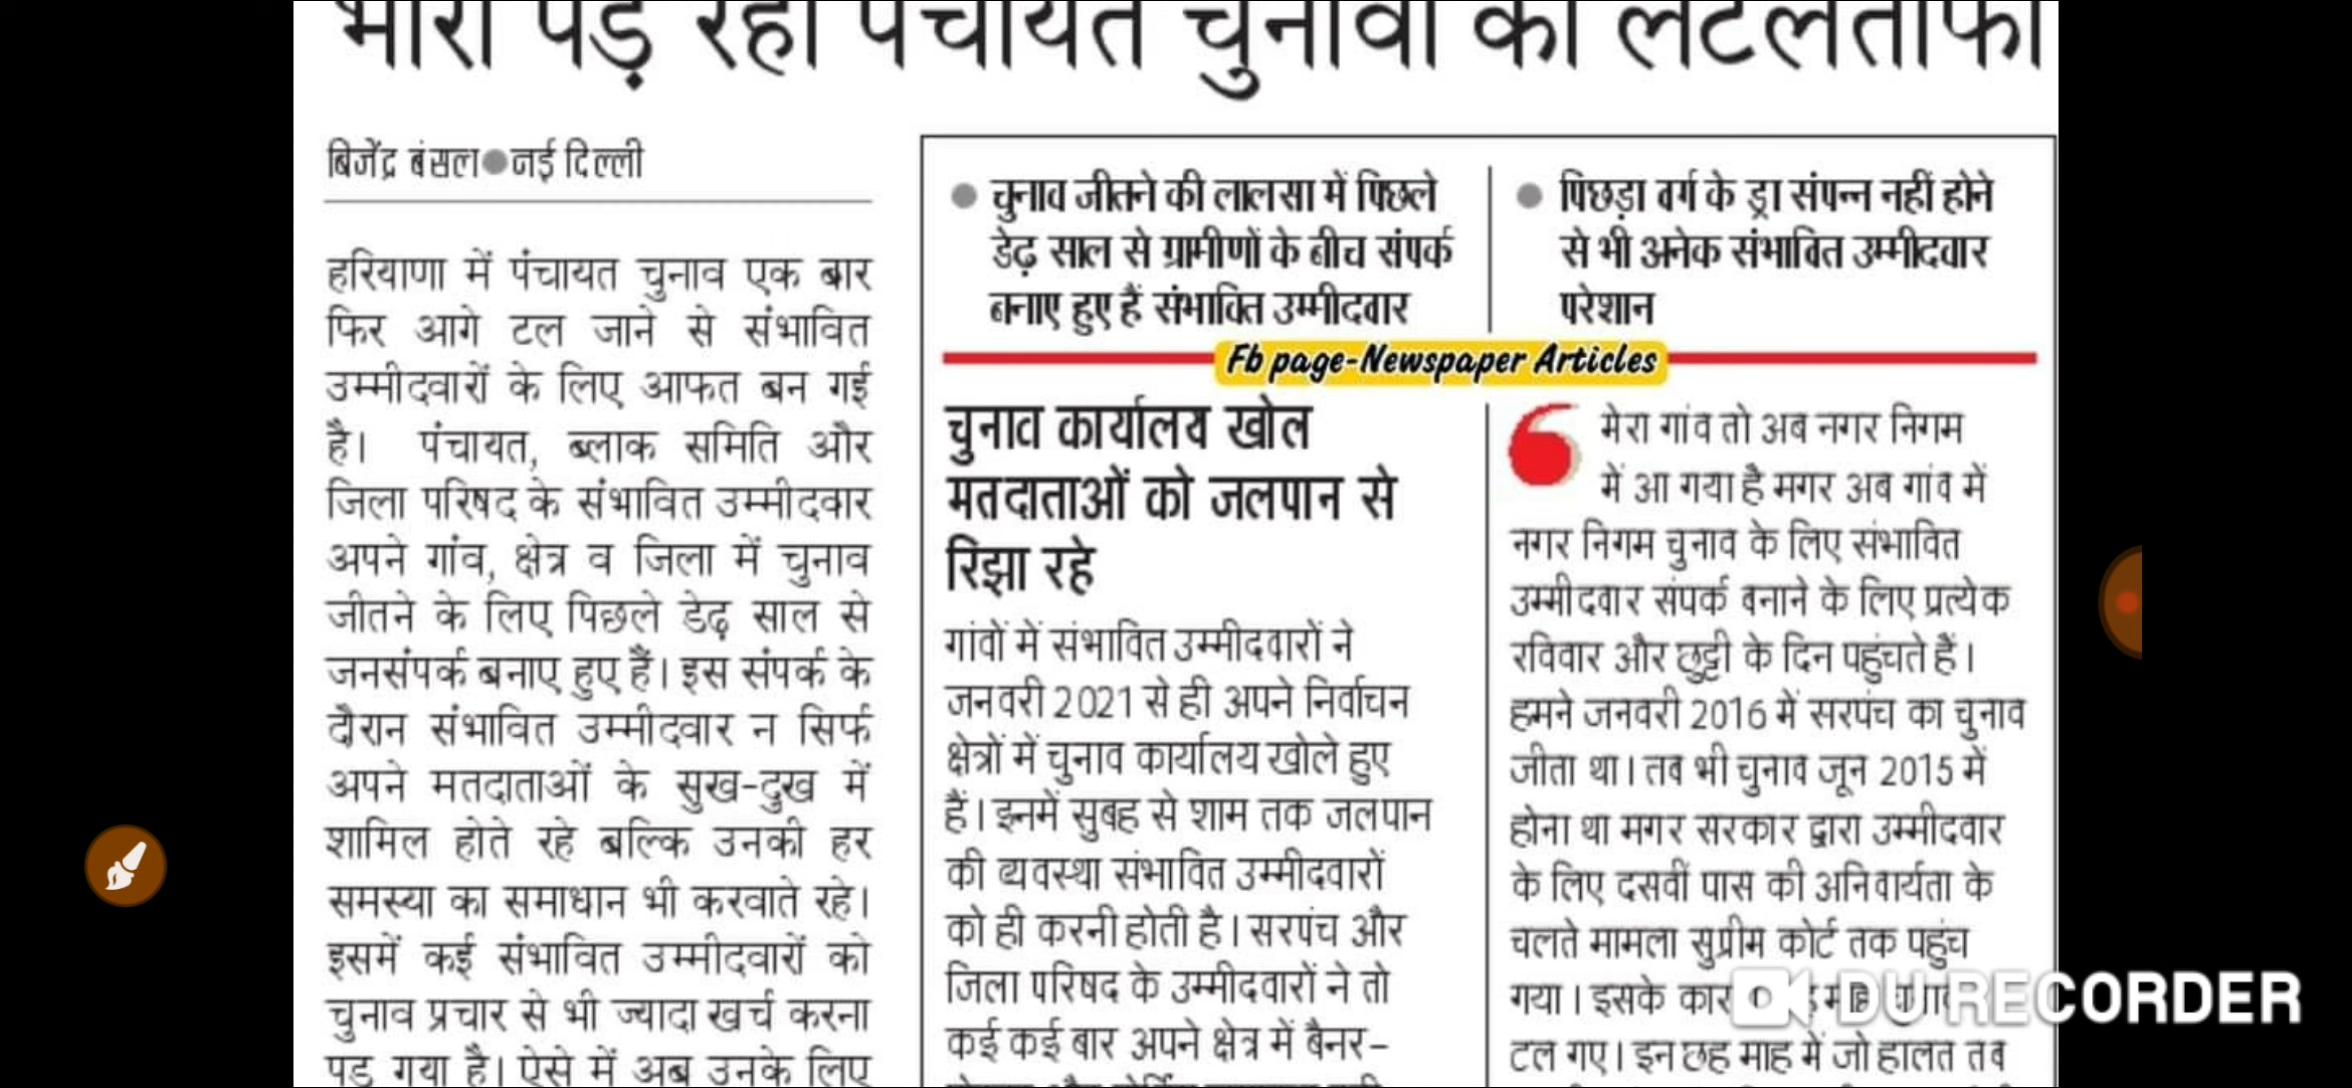 भारी पड़ रही पंचायत चुनावों की लेटलतीफी
बिजेंद्र बंसल●नई दिल्ली
हरियाणा में पंचायत चुनाव एक बार
फिर आगे टल जाने से संभावित
उम्मीदवारों के लिए आफत बन गई
है। पंचायत, ब्लाक समिति और
जिला परिषद के संभावित उम्मीदवार
अपने गांव, क्षेत्र व जिला में चुनाव
जीतने के लिए पिछले डेढ़ साल से
जनसंपर्क बनाए हुए हैं। इस संपर्क के
दौरान संभावित उम्मीदवार न सिर्फ
अपने मतदाताओं के सुख-दुख में
शामिल होते रहे बल्कि उनकी हर
समस्या का समाधान भी करवाते रहे।
इसमें कई संभावित उम्मीदवारों को
चुनाव प्रचार से भी ज्यादा खर्च करना
पड़ गया है। ऐसे में अब उनके लिए
● चुनाव जीतने की लालसा में पिछले
डेढ़ साल से ग्रामीणों के बीच संपर्क
बनाए हुए हैं संभावित उम्मीदवार
● पिछड़ा वर्ग के ड्रा संपन्न नहीं होने
से भी अनेक संभावित उम्मीदवार
परेशान
Fb page-Newspaper Articles
चुनाव कार्यालय खोल
मतदाताओं को जलपान से
रिझा रहे
गांवों में संभावित उम्मीदवारों ने
जनवरी 2021 से ही अपने निर्वाचन
क्षेत्रों में चुनाव कार्यालय खोले हुए
हैं। इनमें सुबह से शाम तक जलपान
की व्यवस्था संभावित उम्मीदवारों
को ही करनी होती है। सरपंच और
जिला परिषद के उम्मीदवारों ने तो
कई कई बार अपने क्षेत्र में बैनर-
मेरा गांव तो अब नगर निगम
में आ गया है मगर अब गांव में
नगर निगम चुनाव के लिए संभावित
उम्मीदवार संपर्क बनाने के लिए प्रत्येक
रविवार और छुट्टी के दिन पहुंचते हैं।
हमने जनवरी 2016 में सरपंच का चुनाव
जीता था। तब भी चुनाव जून 2015 में
होना था मगर सरकार द्वारा उम्मीदवार
के लिए दसवीं पास की अनिवार्यता के
चलते मामला सुप्रीम कोर्ट तक पहुंच
गया। इसके
टल गए। इन छह माह में जो हालत तब
DU RECORDER